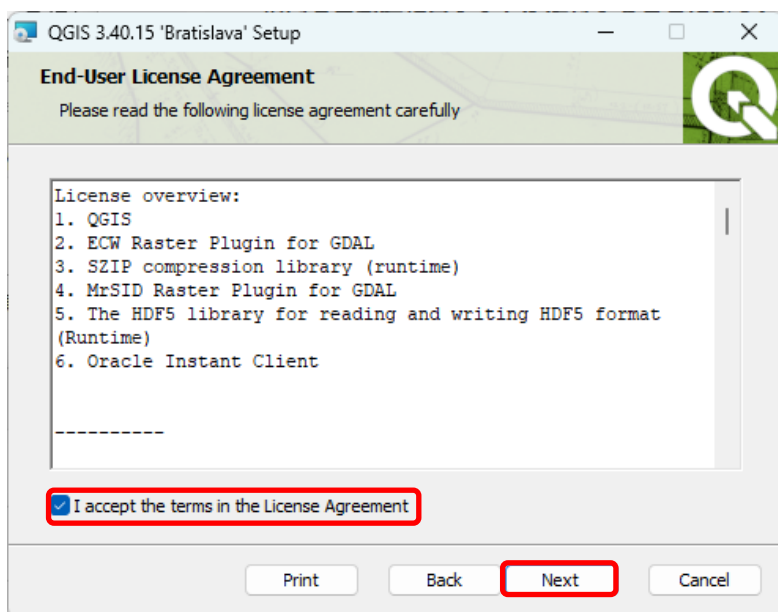 QGIS 3.40.15 'Bratislava' Setup
End-User License Agreement
Please read the following license agreement carefully
License overview:
1. QGIS
2. ECW Raster Plugin for GDAL
3. SZIP compression library (runtime)
4. MrSID Raster Plugin for GDAL
5. The HDF5 library for reading and writing HDF5 format
(Runtime)
6. Oracle Instant Client
----------
I accept the terms in the License Agreement
Print Back Next Cancel